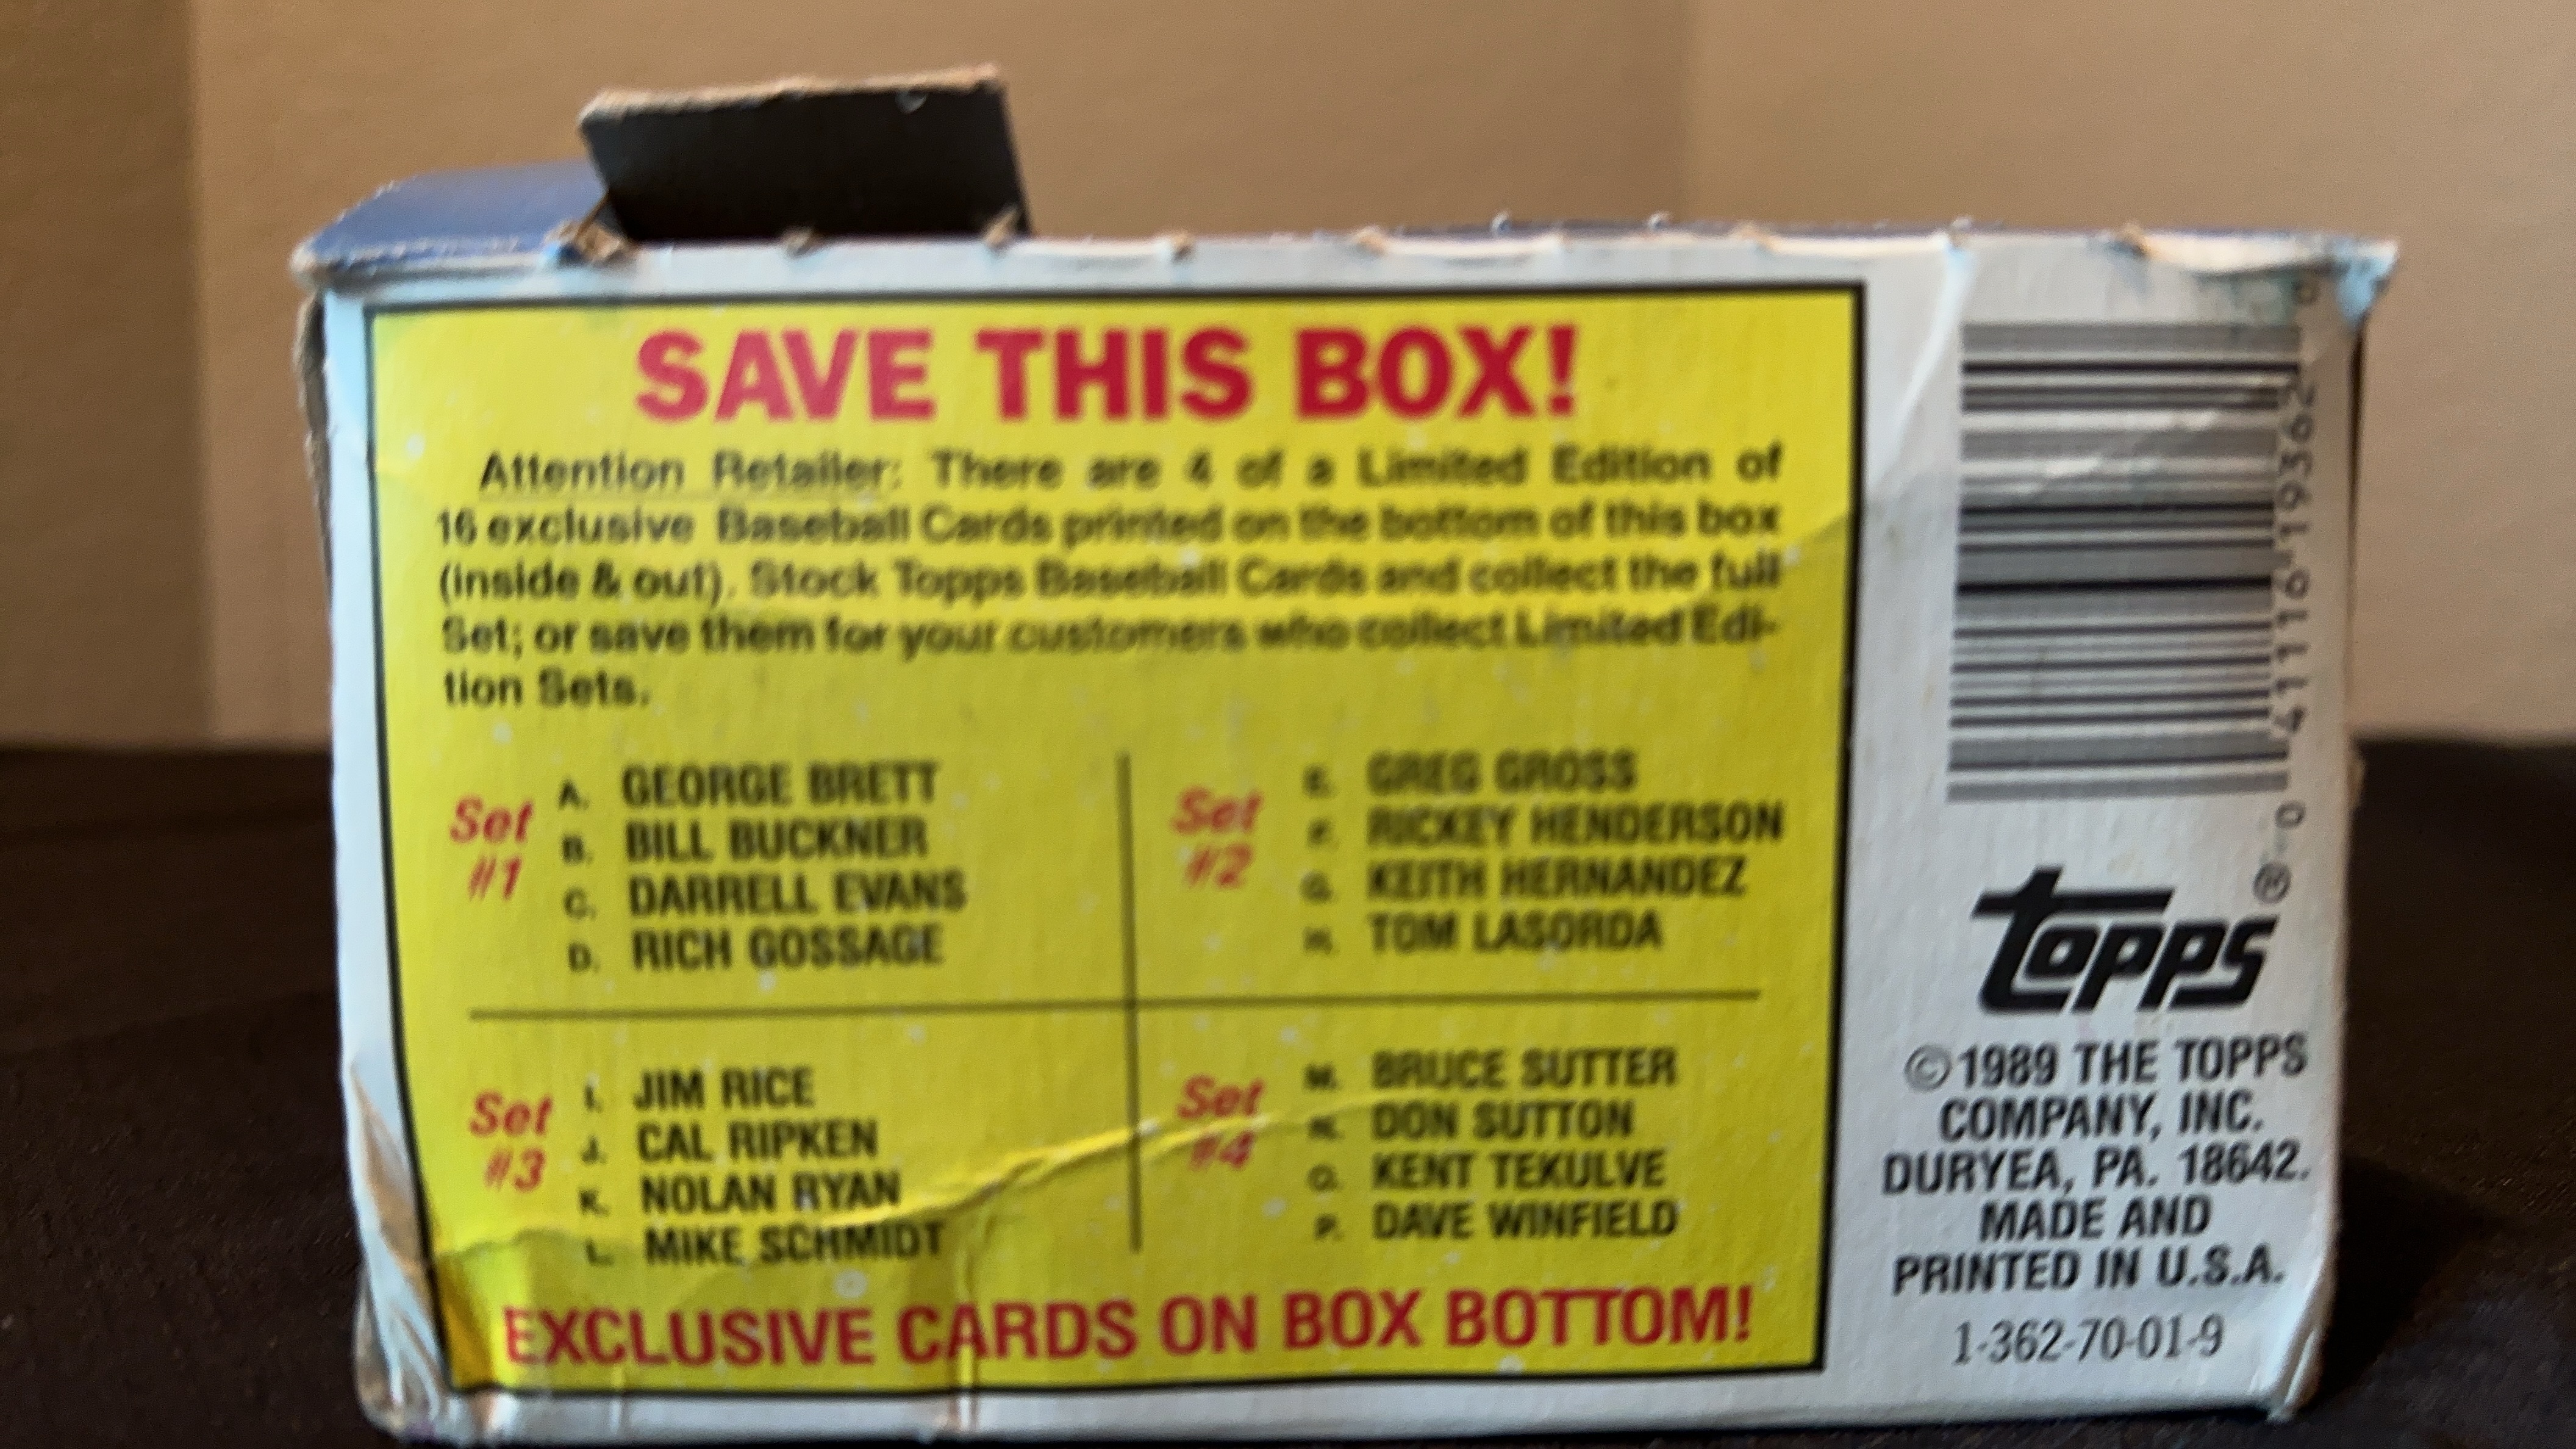 SAVE THIS BOX!
Attention Retailer: There are 4 of a Limited Edition of
16 exclusive Baseball Cards printed on the bottom of this box
(inside & out). Stock Topps Baseball Cards and collect the full
Set; or save them for your customers who collect Limited Edi-
tion Sets.
Set #1
A. GEORGE BRETT
B. BILL BUCKNER
C. DARRELL EVANS
D. RICH GOSSAGE
Set #2
E. GREG GROSS
F. RICKEY HENDERSON
G. KEITH HERNANDEZ
H. TOM LASORDA
Set #3
I. JIM RICE
J. CAL RIPKEN
K. NOLAN RYAN
L. MIKE SCHMIDT
Set #4
M. BRUCE SUTTER
N. DON SUTTON
O. KENT TEKULVE
P. DAVE WINFIELD
EXCLUSIVE CARDS ON BOX BOTTOM!
0 41116 19362
topps®
©1989 THE TOPPS
COMPANY, INC.
DURYEA, PA. 18642.
MADE AND
PRINTED IN U.S.A.
1-362-70-01-9